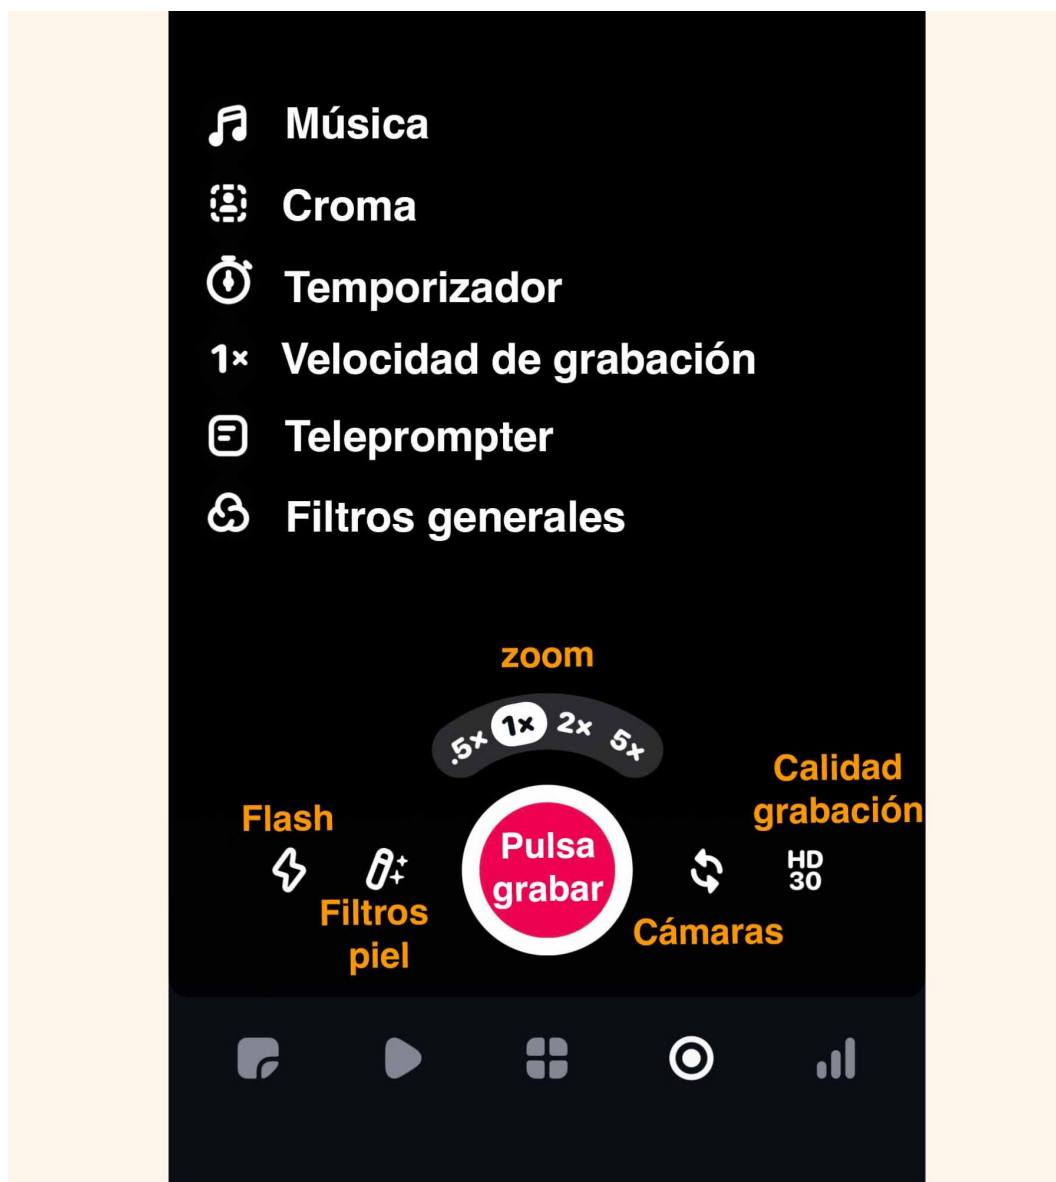 Música
Croma
Temporizador
1× Velocidad de grabación
Teleprompter
Filtros generales
zoom
.5× 1× 2× 5×
Calidad
grabación
Flash
Pulsa
grabar
HD
30
Filtros
piel
Cámaras